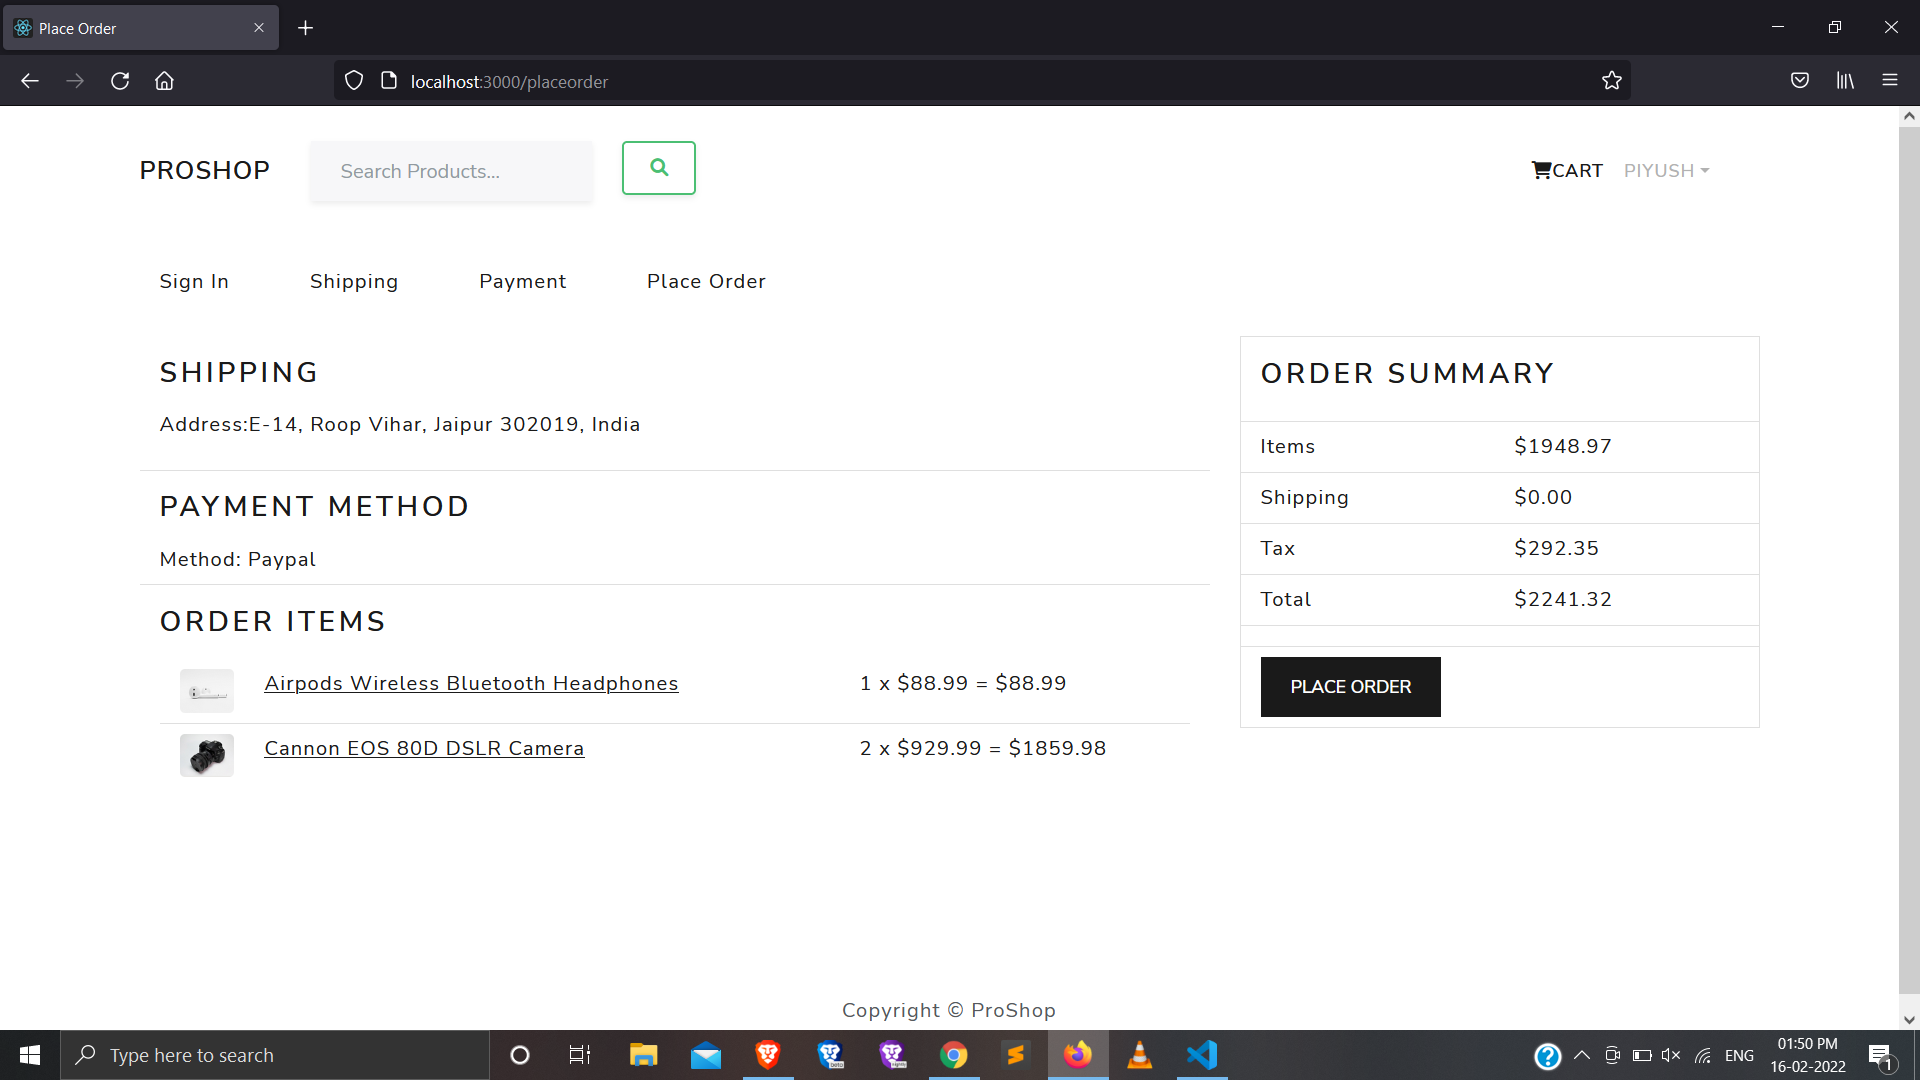 Place Order
localhost:3000/placeorder
PROSHOP
Search Products...
CART
PIYUSH
Sign In
Shipping
Payment
Place Order
SHIPPING
Address:E-14, Roop Vihar, Jaipur 302019, India
PAYMENT METHOD
Method: Paypal
ORDER ITEMS
Airpods Wireless Bluetooth Headphones 1 x $88.99 = $88.99
Cannon EOS 80D DSLR Camera 2 x $929.99 = $1859.98
ORDER SUMMARY
Items $1948.97
Shipping $0.00
Tax $292.35
Total $2241.32
PLACE ORDER
Copyright © ProShop
Type here to search
beta
ENG
01:50 PM
16-02-2022
1